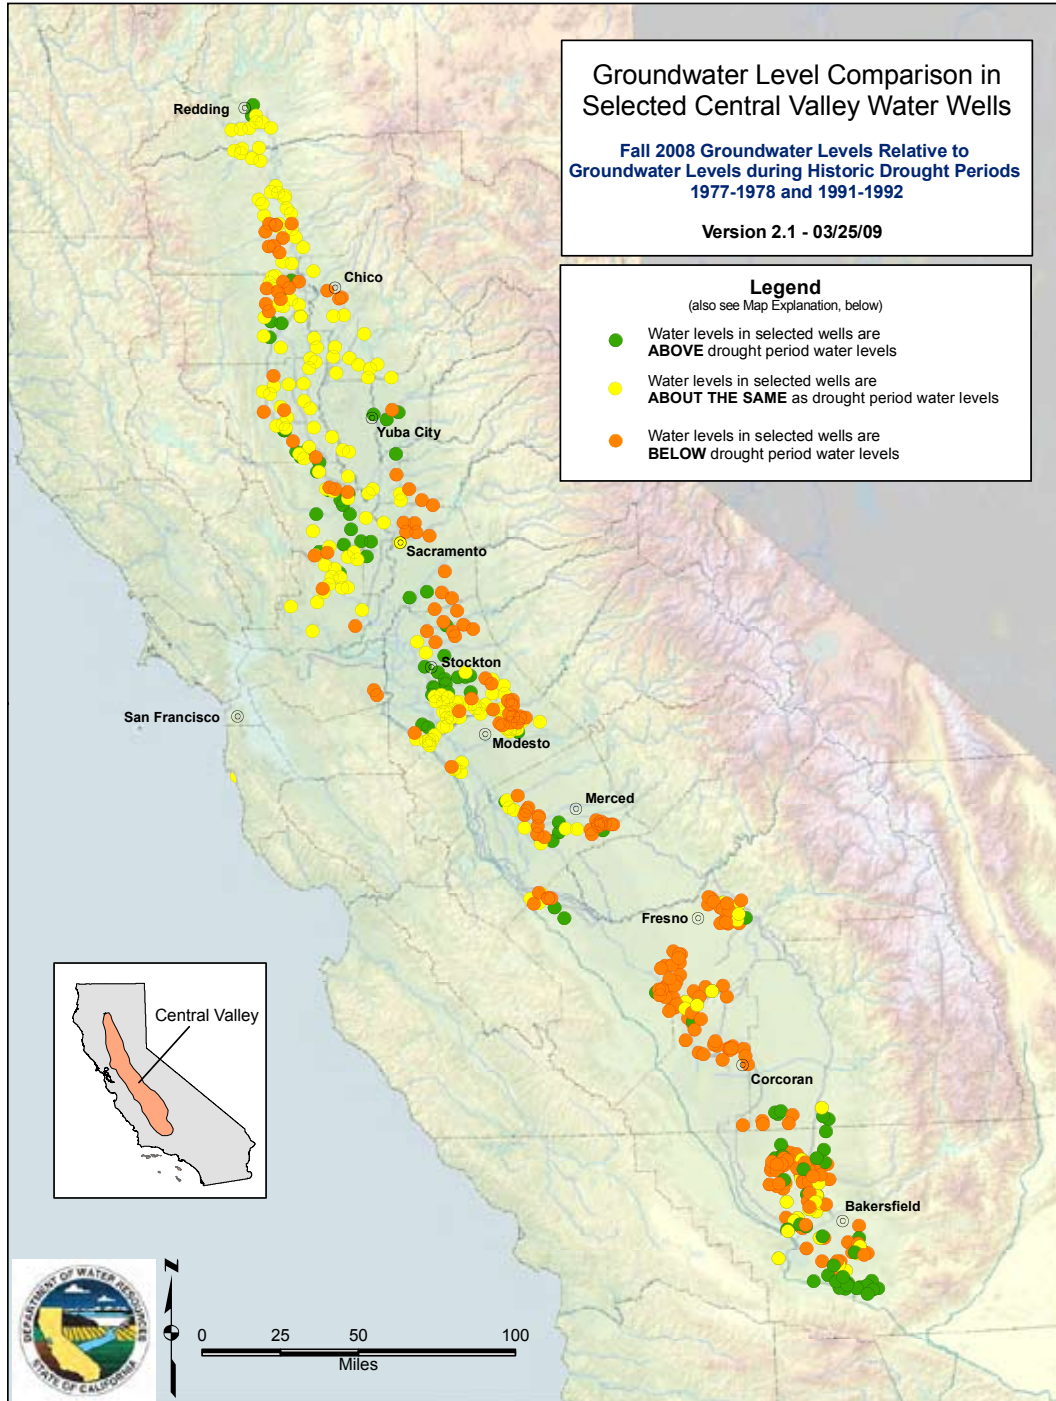 Groundwater Level Comparison in
Selected Central Valley Water Wells
Fall 2008 Groundwater Levels Relative to
Groundwater Levels during Historic Drought Periods
1977-1978 and 1991-1992
Version 2.1 - 03/25/09
Legend
(also see Map Explanation, below)
Water levels in selected wells are
ABOVE drought period water levels
Water levels in selected wells are
ABOUT THE SAME as drought period water levels
Water levels in selected wells are
BELOW drought period water levels
Redding
Chico
Yuba City
Sacramento
Stockton
San Francisco
Modesto
Merced
Fresno
Corcoran
Bakersfield
Central Valley
DEPARTMENT OF WATER RESOURCES
STATE OF CALIFORNIA
Z
0 25 50 100
Miles